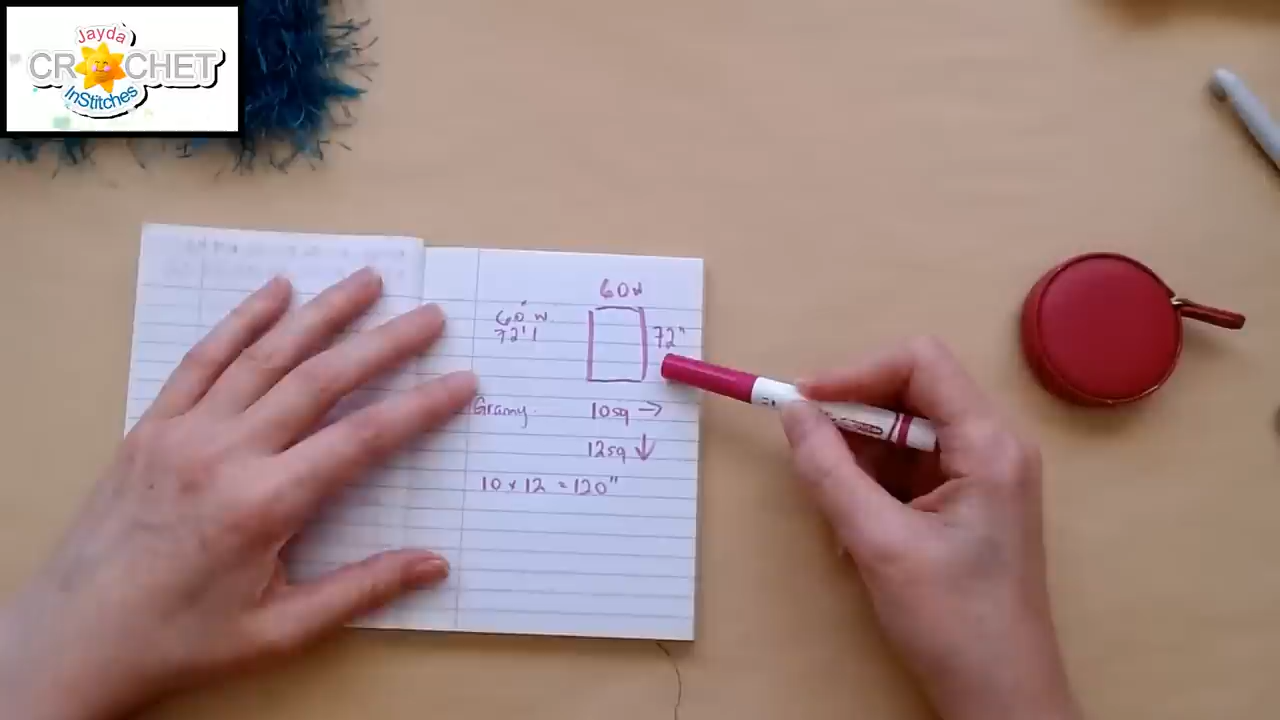 Jayda
CROCHET
InStitches
60w
60" w
72" l
72"
Granny.
10sq →
12sq ↓
10 x 12 = 120"